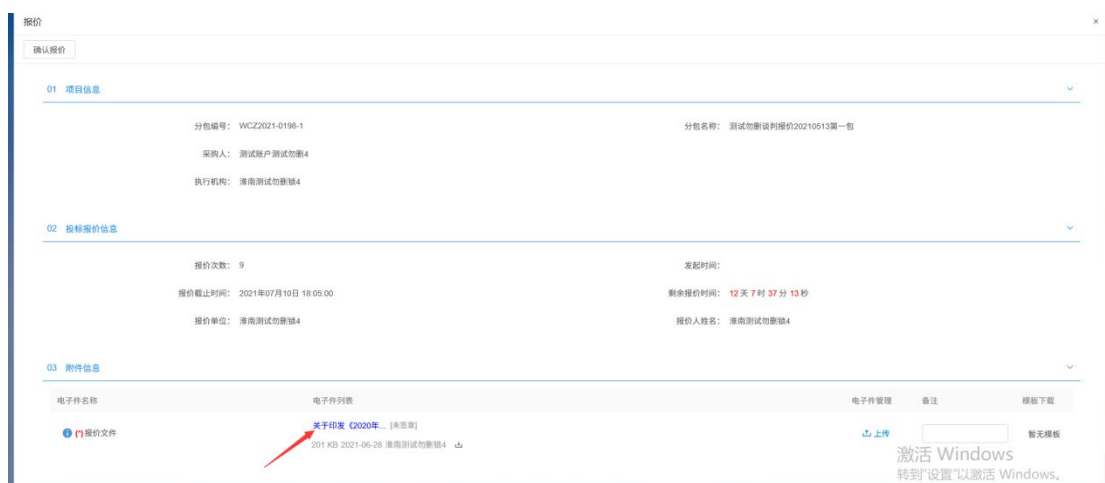 报价 ×
确认报价
01 项目信息
分包编号： WCZ2021-0198-1 分包名称： 测试勿删谈判报价20210513第一包
采购人： 测试账户测试勿删4
执行机构： 淮南测试勿删锁4
02 投标报价信息
报价次数： 9 发起时间：
报价截止时间： 2021年07月10日 18:05:00 剩余报价时间： 12 天 7 时 37 分 13 秒
报价单位： 淮南测试勿删锁4 报价人姓名： 淮南测试勿删锁4
03 附件信息
电子件名称 电子件列表 电子件管理 备注 模板下载
(*) 报价文件 关于印发《2020年... [未签章] 上传 暂无模板
201 KB 2021-06-28 淮南测试勿删锁4
激活 Windows
转到"设置"以激活 Windows。